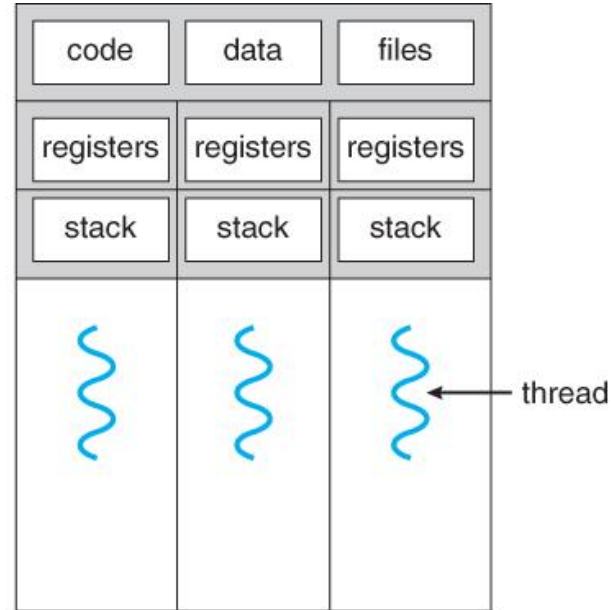 code data files
registers registers registers
stack stack stack
thread